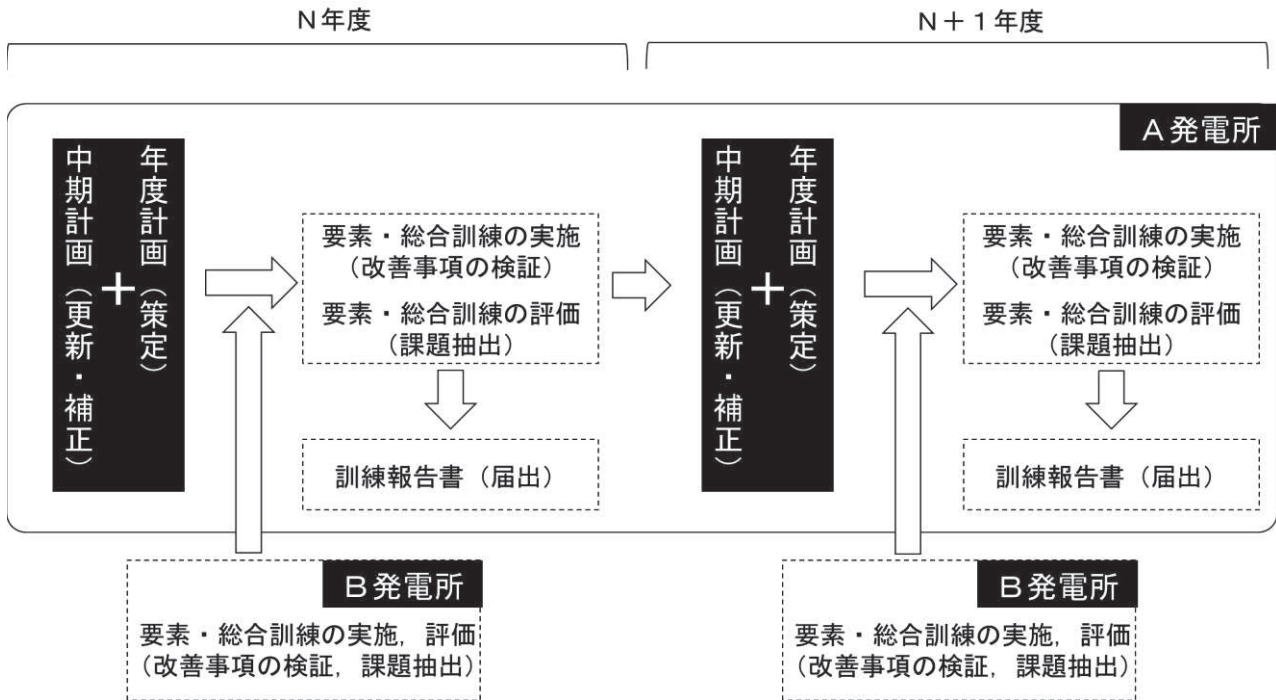 N年度
N+1年度
A発電所
年度計画（策定）
＋
中期計画（更新・補正）
要素・総合訓練の実施
（改善事項の検証）
要素・総合訓練の評価
（課題抽出）
訓練報告書（届出）
年度計画（策定）
＋
中期計画（更新・補正）
要素・総合訓練の実施
（改善事項の検証）
要素・総合訓練の評価
（課題抽出）
訓練報告書（届出）
B発電所
要素・総合訓練の実施，評価
（改善事項の検証，課題抽出）
B発電所
要素・総合訓練の実施，評価
（改善事項の検証，課題抽出）